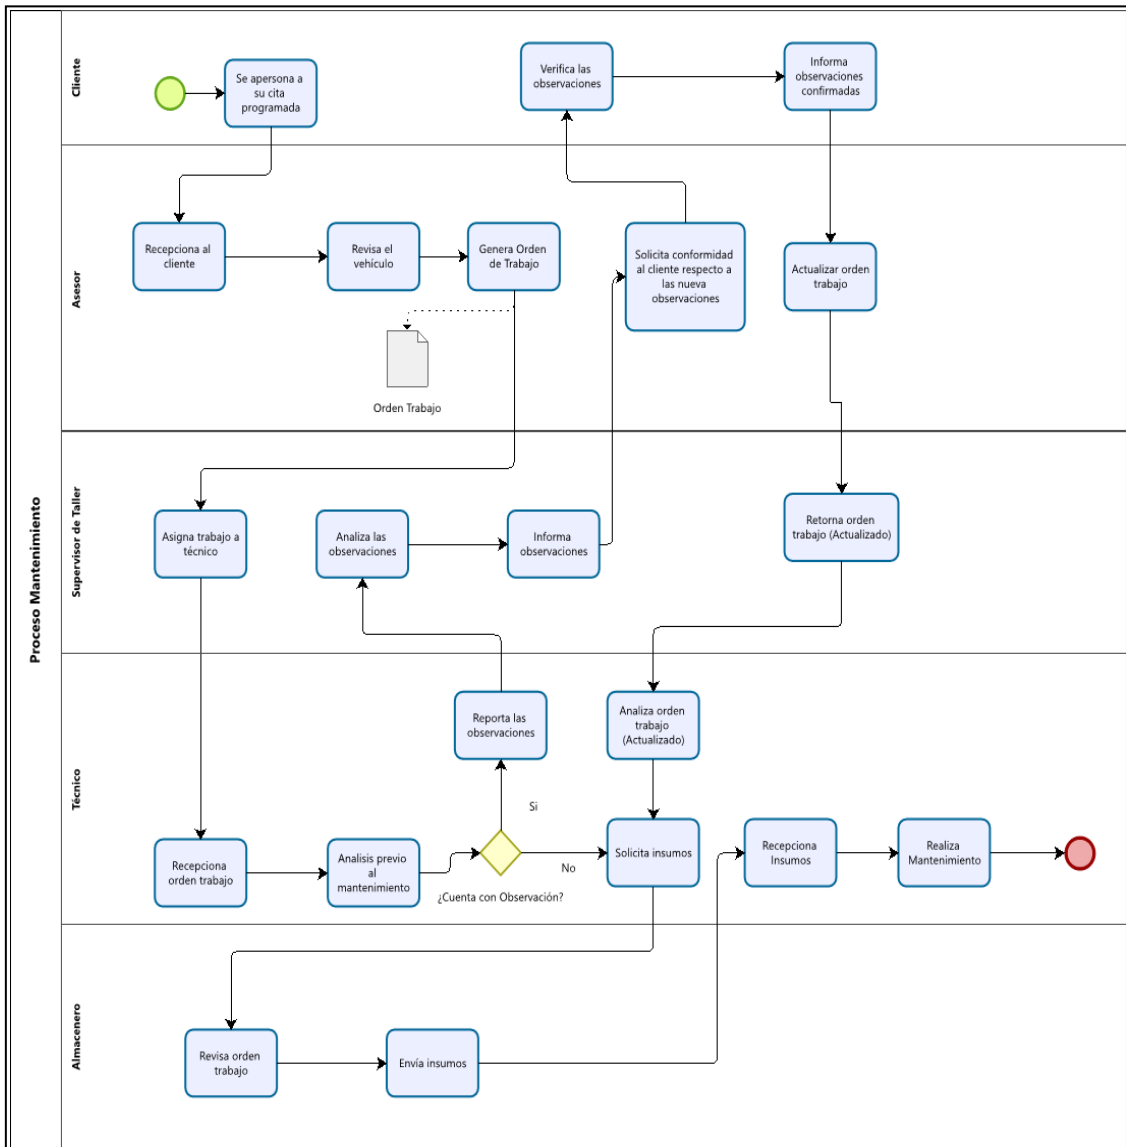 Proceso Mantenimiento
Cliente
Se apersona a
su cita
programada
Verifica las
observaciones
Informa
observaciones
confirmadas
Asesor
Recepciona al
cliente
Revisa el
vehículo
Genera Orden
de Trabajo
Solicita conformidad
al cliente respecto a
las nueva
observaciones
Actualizar orden
trabajo
Orden Trabajo
Supervisor de Taller
Asigna trabajo a
técnico
Analiza las
observaciones
Informa
observaciones
Retorna orden
trabajo (Actualizado)
Técnico
Reporta las
observaciones
Analiza orden
trabajo
(Actualizado)
Si
Recepciona
orden trabajo
Analisis previo
al
mantenimiento
¿Cuenta con Observación?
No
Solicita insumos
Recepciona
Insumos
Realiza
Mantenimiento
Almacenero
Revisa orden
trabajo
Envía insumos